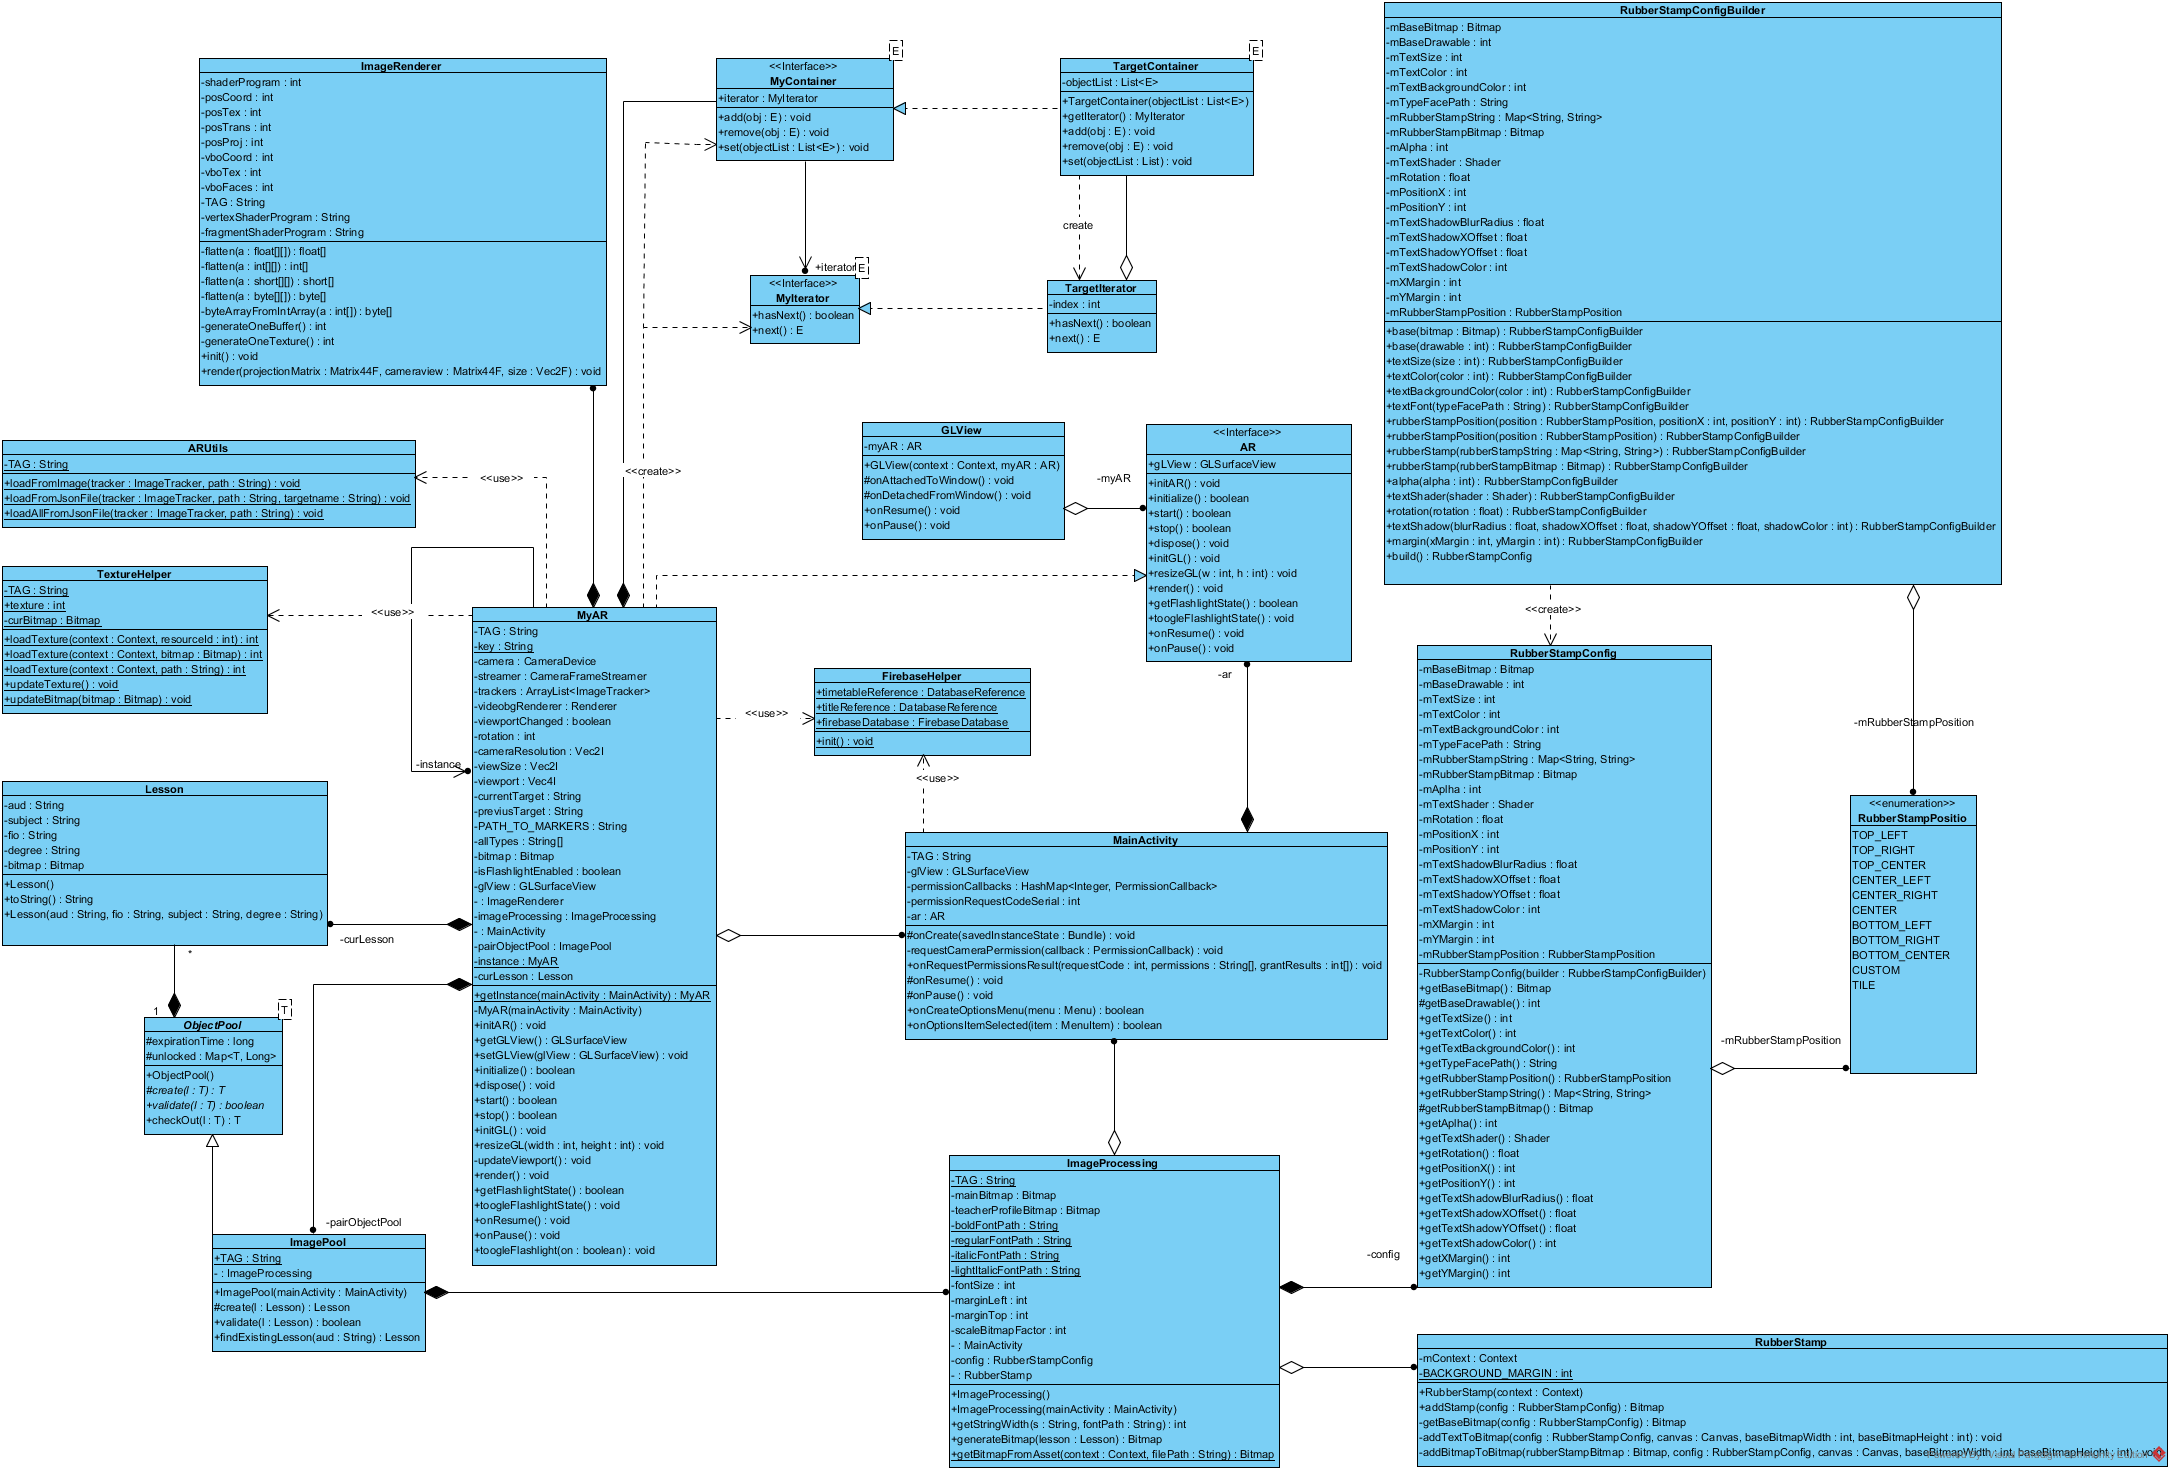 RubberStampConfigBuilder
-mBaseBitmap : Bitmap
-mBaseDrawable : int
-mTextSize : int
-mTextColor : int
-mTextBackgroundColor : int
-mTypeFacePath : String
-mRubberStampString : Map<String, String>
-mRubberStampBitmap : Bitmap
-mAlpha : int
-mTextShader : Shader
-mRotation : float
-mPositionX : int
-mPositionY : int
-mTextShadowBlurRadius : float
-mTextShadowXOffset : float
-mTextShadowYOffset : float
-mTextShadowColor : int
-mXMargin : int
-mYMargin : int
-mRubberStampPosition : RubberStampPosition
+base(bitmap : Bitmap) : RubberStampConfigBuilder
+base(drawable : int) : RubberStampConfigBuilder
+textSize(size : int) : RubberStampConfigBuilder
+textColor(color : int) : RubberStampConfigBuilder
+textBackgroundColor(color : int) : RubberStampConfigBuilder
+textFont(typeFacePath : String) : RubberStampConfigBuilder
+rubberStampPosition(position : RubberStampPosition, positionX : int, positionY : int) : RubberStampConfigBuilder
+rubberStampPosition(position : RubberStampPosition) : RubberStampConfigBuilder
+rubberStamp(rubberStampString : Map<String, String>) : RubberStampConfigBuilder
+rubberStamp(rubberStampBitmap : Bitmap) : RubberStampConfigBuilder
+alpha(alpha : int) : RubberStampConfigBuilder
+textShader(shader : Shader) : RubberStampConfigBuilder
+rotation(rotation : float) : RubberStampConfigBuilder
+textShadow(blurRadius : float, shadowXOffset : float, shadowYOffset : float, shadowColor : int) : RubberStampConfigBuilder
+margin(xMargin : int, yMargin : int) : RubberStampConfigBuilder
+build() : RubberStampConfig
ImageRenderer
-shaderProgram : int
-posCoord : int
-posTex : int
-posTrans : int
-posProj : int
-vboCoord : int
-vboTex : int
-vboFaces : int
-TAG : String
-vertexShaderProgram : String
-fragmentShaderProgram : String
-flatten(a : float[][]) : float[]
-flatten(a : int[][]) : int[]
-flatten(a : short[][]) : short[]
-flatten(a : byte[][]) : byte[]
-byteArrayFromIntArray(a : int[]) : byte[]
-generateOneBuffer() : int
-generateOneTexture() : int
+init() : void
+render(projectionMatrix : Matrix44F, cameraview : Matrix44F, size : Vec2F) : void
E
<<Interface>>
MyContainer
+iterator : MyIterator
+add(obj : E) : void
+remove(obj : E) : void
+set(objectList : List<E>) : void
E
TargetContainer
-objectList : List<E>
+TargetContainer(objectList : List<E>)
+getIterator() : MyIterator
+add(obj : E) : void
+remove(obj : E) : void
+set(objectList : List) : void
create
+iterator
E
<<Interface>>
MyIterator
+hasNext() : boolean
+next() : E
TargetIterator
-index : int
+hasNext() : boolean
+next() : E
ARUtils
-TAG : String
+loadFromImage(tracker : ImageTracker, path : String) : void
+loadFromJsonFile(tracker : ImageTracker, path : String, targetname : String) : void
+loadAllFromJsonFile(tracker : ImageTracker, path : String) : void
<<use>>
<<create>>
GLView
-myAR : AR
+GLView(context : Context, myAR : AR)
#onAttachedToWindow() : void
#onDetachedFromWindow() : void
+onResume() : void
+onPause() : void
-myAR
<<Interface>>
AR
+gLView : GLSurfaceView
+initAR() : void
+initialize() : boolean
+start() : boolean
+stop() : boolean
+dispose() : void
+initGL() : void
+resizeGL(w : int, h : int) : void
+render() : void
+getFlashlightState() : boolean
+toogleFlashlightState() : void
+onResume() : void
+onPause() : void
-ar
TextureHelper
-TAG : String
+texture : int
-curBitmap : Bitmap
+loadTexture(context : Context, resourceId : int) : int
+loadTexture(context : Context, bitmap : Bitmap) : int
+loadTexture(context : Context, path : String) : int
+updateTexture() : void
+updateBitmap(bitmap : Bitmap) : void
<<use>>
-instance
MyAR
-TAG : String
-key : String
-camera : CameraDevice
-streamer : CameraFrameStreamer
-trackers : ArrayList<ImageTracker>
-videobgRenderer : Renderer
-viewportChanged : boolean
-rotation : int
-cameraResolution : Vec2I
-viewSize : Vec2I
-viewport : Vec4I
-currentTarget : String
-previusTarget : String
-PATH_TO_MARKERS : String
-allTypes : String[]
-bitmap : Bitmap
-isFlashlightEnabled : boolean
-glView : GLSurfaceView
- : ImageRenderer
-imageProcessing : ImageProcessing
- : MainActivity
-pairObjectPool : ImagePool
-instance : MyAR
-curLesson : Lesson
+getInstance(mainActivity : MainActivity) : MyAR
-MyAR(mainActivity : MainActivity)
+initAR() : void
+getGLView() : GLSurfaceView
+setGLView(glView : GLSurfaceView) : void
+initialize() : boolean
+dispose() : void
+start() : boolean
+stop() : boolean
+initGL() : void
+resizeGL(width : int, height : int) : void
-updateViewport() : void
+render() : void
+getFlashlightState() : boolean
+toogleFlashlightState() : void
+onResume() : void
+onPause() : void
+toogleFlashlight(on : boolean) : void
<<use>>
FirebaseHelper
+timetableReference : DatabaseReference
+titleReference : DatabaseReference
+firebaseDatabase : FirebaseDatabase
+init() : void
<<use>>
MainActivity
-TAG : String
-glView : GLSurfaceView
-permissionCallbacks : HashMap<Integer, PermissionCallback>
-permissionRequestCodeSerial : int
-ar : AR
#onCreate(savedInstanceState : Bundle) : void
-requestCameraPermission(callback : PermissionCallback) : void
+onRequestPermissionsResult(requestCode : int, permissions : String[], grantResults : int[]) : void
#onResume() : void
#onPause() : void
+onCreateOptionsMenu(menu : Menu) : boolean
+onOptionsItemSelected(item : MenuItem) : boolean
Lesson
-aud : String
-subject : String
-fio : String
-degree : String
-bitmap : Bitmap
+Lesson()
+toString() : String
+Lesson(aud : String, fio : String, subject : String, degree : String)
-curLesson
*
1
T
ObjectPool
#expirationTime : long
#unlocked : Map<T, Long>
+ObjectPool()
#create(l : T) : T
+validate(l : T) : boolean
+checkOut(l : T) : T
-pairObjectPool
ImagePool
+TAG : String
- : ImageProcessing
+ImagePool(mainActivity : MainActivity)
#create(l : Lesson) : Lesson
+validate(l : Lesson) : boolean
+findExistingLesson(aud : String) : Lesson
ImageProcessing
-TAG : String
-mainBitmap : Bitmap
-teacherProfileBitmap : Bitmap
-boldFontPath : String
-regularFontPath : String
-italicFontPath : String
-lightItalicFontPath : String
-fontSize : int
-marginLeft : int
-marginTop : int
-scaleBitmapFactor : int
- : MainActivity
-config : RubberStampConfig
- : RubberStamp
+ImageProcessing()
+ImageProcessing(mainActivity : MainActivity)
+getStringWidth(s : String, fontPath : String) : int
+generateBitmap(lesson : Lesson) : Bitmap
+getBitmapFromAsset(context : Context, filePath : String) : Bitmap
-config
<<create>>
RubberStampConfig
-mBaseBitmap : Bitmap
-mBaseDrawable : int
-mTextSize : int
-mTextColor : int
-mTextBackgroundColor : int
-mTypeFacePath : String
-mRubberStampString : Map<String, String>
-mRubberStampBitmap : Bitmap
-mAplha : int
-mTextShader : Shader
-mRotation : float
-mPositionX : int
-mPositionY : int
-mTextShadowBlurRadius : float
-mTextShadowXOffset : float
-mTextShadowYOffset : float
-mTextShadowColor : int
-mXMargin : int
-mYMargin : int
-mRubberStampPosition : RubberStampPosition
-RubberStampConfig(builder : RubberStampConfigBuilder)
+getBaseBitmap() : Bitmap
#getBaseDrawable() : int
+getTextSize() : int
+getTextColor() : int
+getTextBackgroundColor() : int
+getTypeFacePath() : String
+getRubberStampPosition() : RubberStampPosition
+getRubberStampString() : Map<String, String>
#getRubberStampBitmap() : Bitmap
+getAplha() : int
+getTextShader() : Shader
+getRotation() : float
+getPositionX() : int
+getPositionY() : int
+getTextShadowBlurRadius() : float
+getTextShadowXOffset() : float
+getTextShadowYOffset() : float
+getTextShadowColor() : int
+getXMargin() : int
+getYMargin() : int
-mRubberStampPosition
-mRubberStampPosition
<<enumeration>>
RubberStampPositio
TOP_LEFT
TOP_RIGHT
TOP_CENTER
CENTER_LEFT
CENTER_RIGHT
CENTER
BOTTOM_LEFT
BOTTOM_RIGHT
BOTTOM_CENTER
CUSTOM
TILE
RubberStamp
-mContext : Context
-BACKGROUND_MARGIN : int
+RubberStamp(context : Context)
+addStamp(config : RubberStampConfig) : Bitmap
-getBaseBitmap(config : RubberStampConfig) : Bitmap
-addTextToBitmap(config : RubberStampConfig, canvas : Canvas, baseBitmapWidth : int, baseBitmapHeight : int) : void
-addBitmapToBitmap(rubberStampBitmap : Bitmap, config : RubberStampConfig, canvas : Canvas, baseBitmapWidth : int, baseBitmapHeight : int) : void